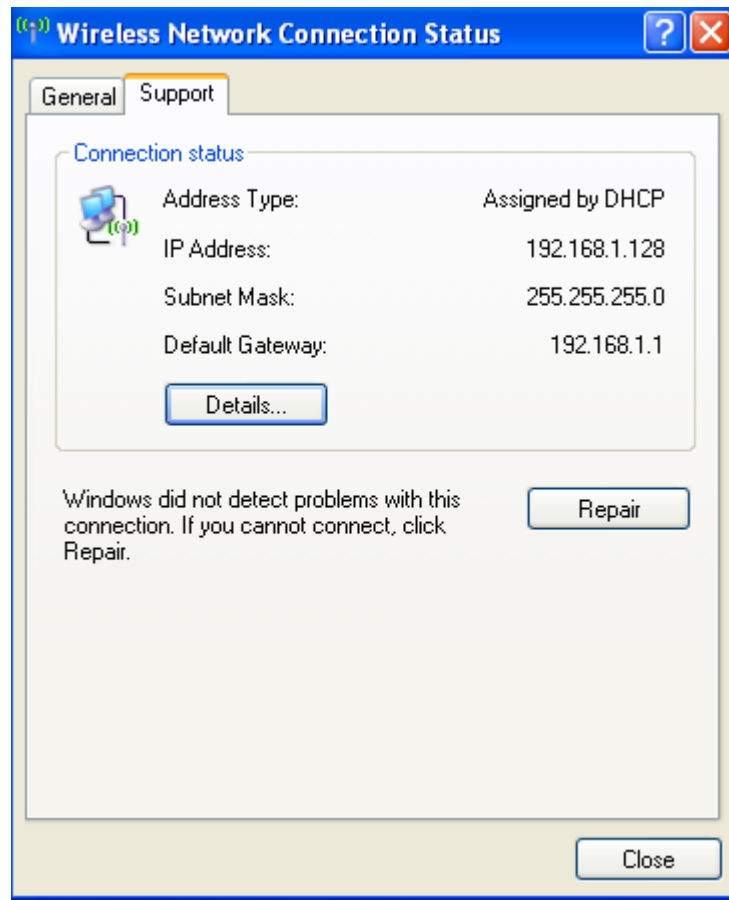 Wireless Network Connection Status
General Support
Connection status
Address Type: Assigned by DHCP
IP Address: 192.168.1.128
Subnet Mask: 255.255.255.0
Default Gateway: 192.168.1.1
Details...
Windows did not detect problems with this
connection. If you cannot connect, click
Repair.
Repair
Close